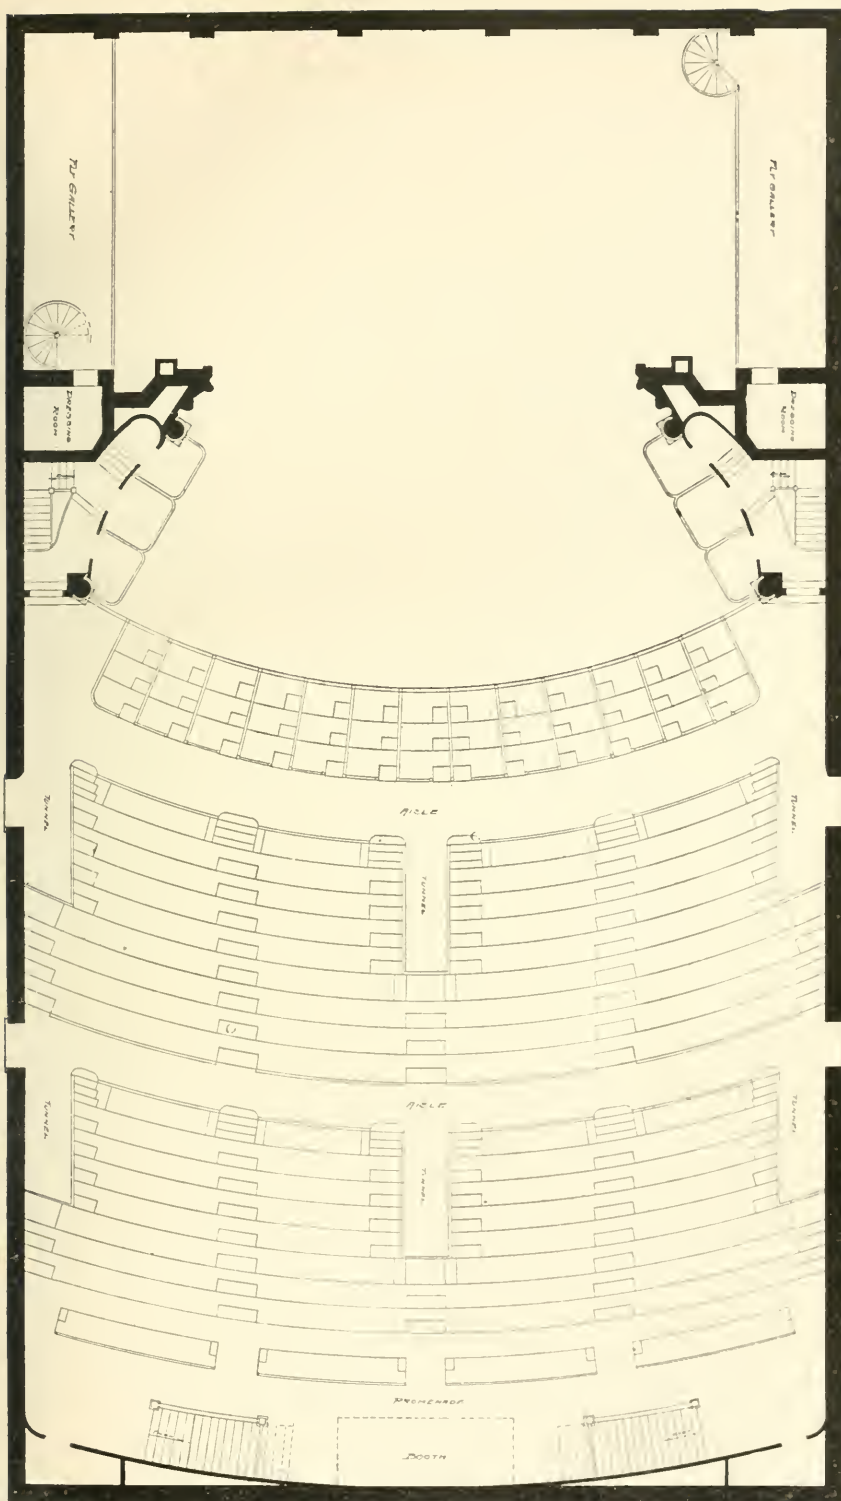 FLY GALLERY
FLY GALLERY
DRESSING
ROOM
DRESSING
ROOM
AISLE
TUNNEL
TUNNEL
TUNNEL
AISLE
TUNNEL
TUNNEL
TUNNEL
PROMENADE
BOOTH